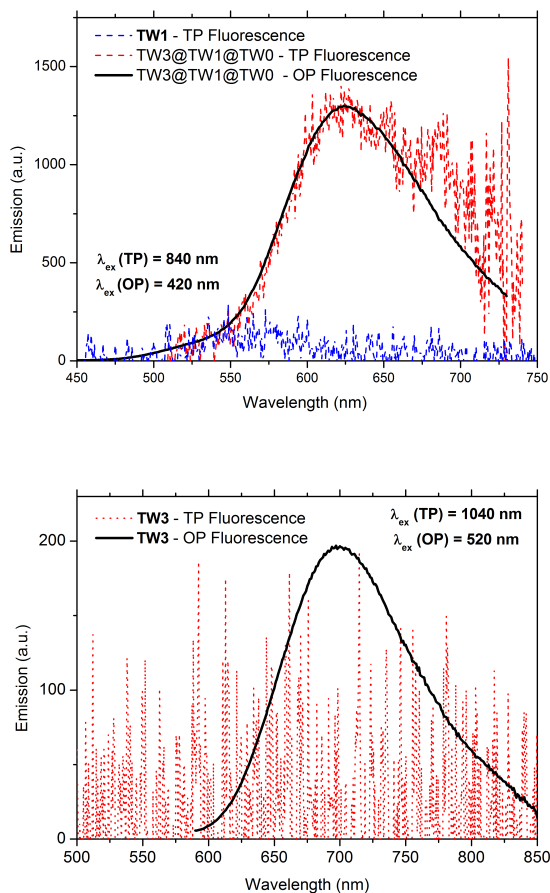 TW1 - TP Fluorescence
TW3@TW1@TW0 - TP Fluorescence
TW3@TW1@TW0 - OP Fluorescence
1500
1000
500
0
Emission (a.u.)
λex (TP) = 840 nm
λex (OP) = 420 nm
450 500 550 600 650 700 750
Wavelength (nm)
TW3 - TP Fluorescence
TW3 - OP Fluorescence
λex (TP) = 1040 nm
λex (OP) = 520 nm
200
100
0
Emission (a.u.)
500 550 600 650 700 750 800 850
Wavelength (nm)